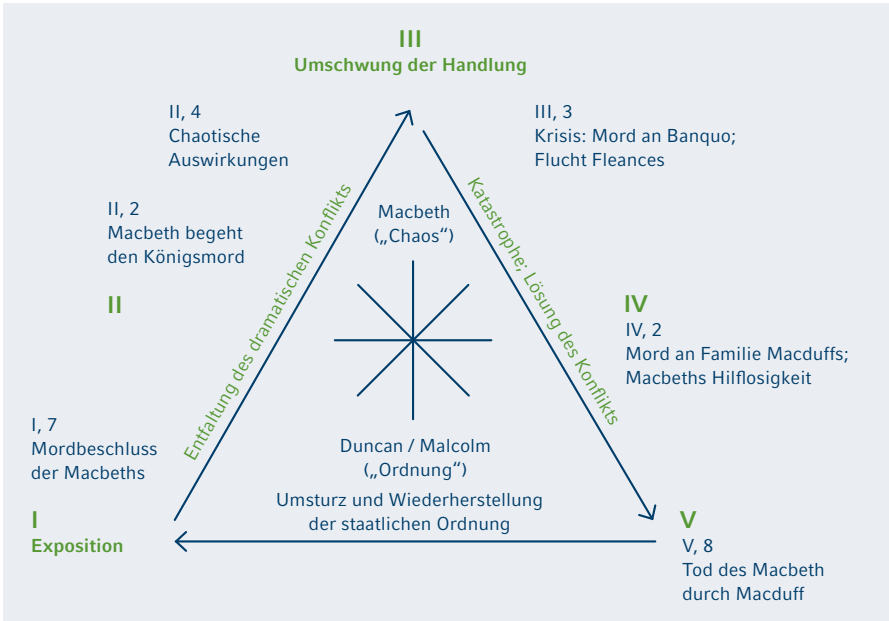 III
Umschwung der Handlung
II, 4
Chaotische
Auswirkungen
III, 3
Krisis: Mord an Banquo;
Flucht Fleances
II, 2
Macbeth begeht
den Königsmord
II
Entfaltung des dramatischen Konflikts
Macbeth
(„Chaos“)
Katastrophe; Lösung des Konflikts
IV
IV, 2
Mord an Familie Macduffs;
Macbeths Hilflosigkeit
I, 7
Mordbeschluss
der Macbeths
Duncan / Malcolm
(„Ordnung“)
Umsturz und Wiederherstellung
der staatlichen Ordnung
I
Exposition
V
V, 8
Tod des Macbeth
durch Macduff